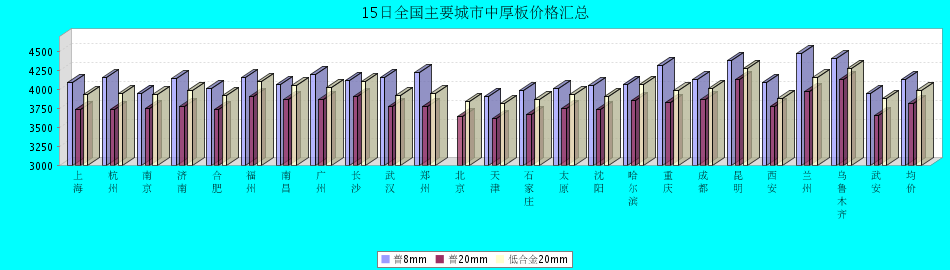 15日全国主要城市中厚板价格汇总
4500
4250
4000
3750
3500
3250
3000
上海
杭州
南京
济南
合肥
福州
南昌
广州
长沙
武汉
郑州
北京
天津
石家庄
太原
沈阳
哈尔滨
重庆
成都
昆明
西安
兰州
乌鲁木齐
武安
均价
普8mm 普20mm 低合金20mm